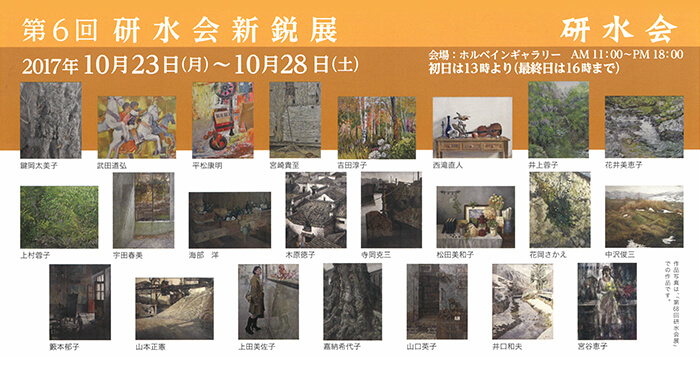 第6回 研水会新鋭展
研水会
2017年 10月23日(月)～10月28日(土)
会場：ホルベインギャラリー AM 11:00～PM 18:00
初日は13時より(最終日は16時まで)
鍵岡太美子 武田道弘 平松康明 宮崎貴至 吉田淳子 西滝直人 井上蓉子 花井美恵子
上村蓉子 宇田春美 海部 洋 木原徳子 寺岡克三 松田美和子 花岡さかえ 中沢俊三
藪本郁子 山本正憲 上田美佐子 嘉納希代子 山口英子 井口和夫 宮谷恵子
作品写真は、「第68回研水会展」
での作品です。